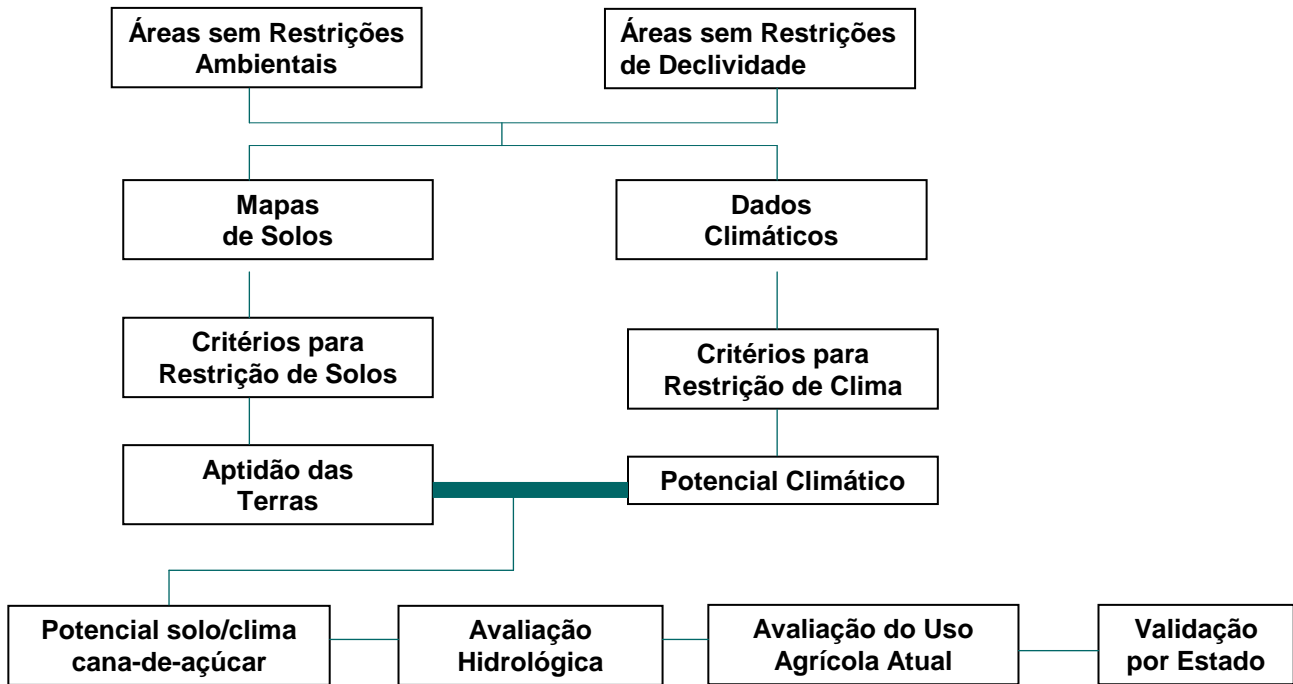 Áreas sem Restrições
Ambientais
Áreas sem Restrições
de Declividade
Mapas
de Solos
Dados
Climáticos
Critérios para
Restrição de Solos
Critérios para
Restrição de Clima
Aptidão das
Terras
Potencial Climático
Potencial solo/clima
cana-de-açúcar
Avaliação
Hidrológica
Avaliação do Uso
Agrícola Atual
Validação
por Estado